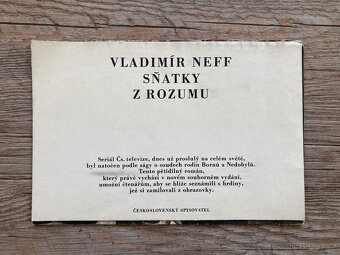 VLADIMÍR NEFF
SŇATKY
Z ROZUMU
Seriál Čs. televize, dnes už proslulý na celém světě,
byl natočen podle ságy o osudech rodin Bornů a Nedobylů.
Tento pětidílný román,
který právě vychází v novém souborném vydání,
umožní čtenářům, aby se blíže seznámili s hrdiny,
jež si zamilovali z obrazovky.
ČESKOSLOVENSKÝ SPISOVATEL